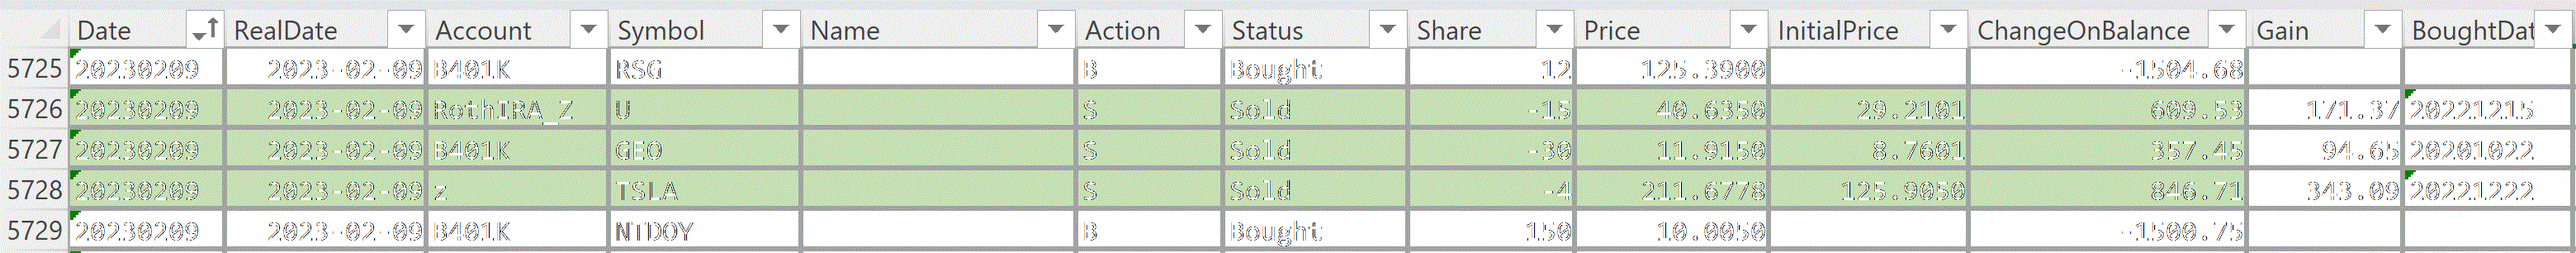 Date RealDate Account Symbol Name Action Status Share Price InitialPrice ChangeOnBalance Gain BoughtDat
5725 20230209 2023-02-09 B401K RSG B Bought 12 125.3900 -1504.68
5726 20230209 2023-02-09 RothIRA_Z U S Sold -15 40.6350 29.2101 609.53 171.37 20221215
5727 20230209 2023-02-09 B401K GEO S Sold -30 11.9150 8.7601 357.45 94.65 20201022
5728 20230209 2023-02-09 z TSLA S Sold -4 211.6778 125.9050 846.71 343.09 20221222
5729 20230209 2023-02-09 B401K NTDOY B Bought 150 10.0050 -1500.75